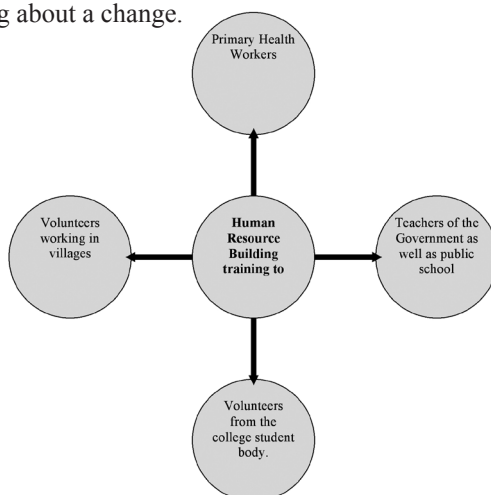 g about a change.
Primary Health
Workers
Volunteers
working in
villages
Human
Resource
Building
training to
Teachers of the
Government as
well as public
school
Volunteers
from the
college student
body.